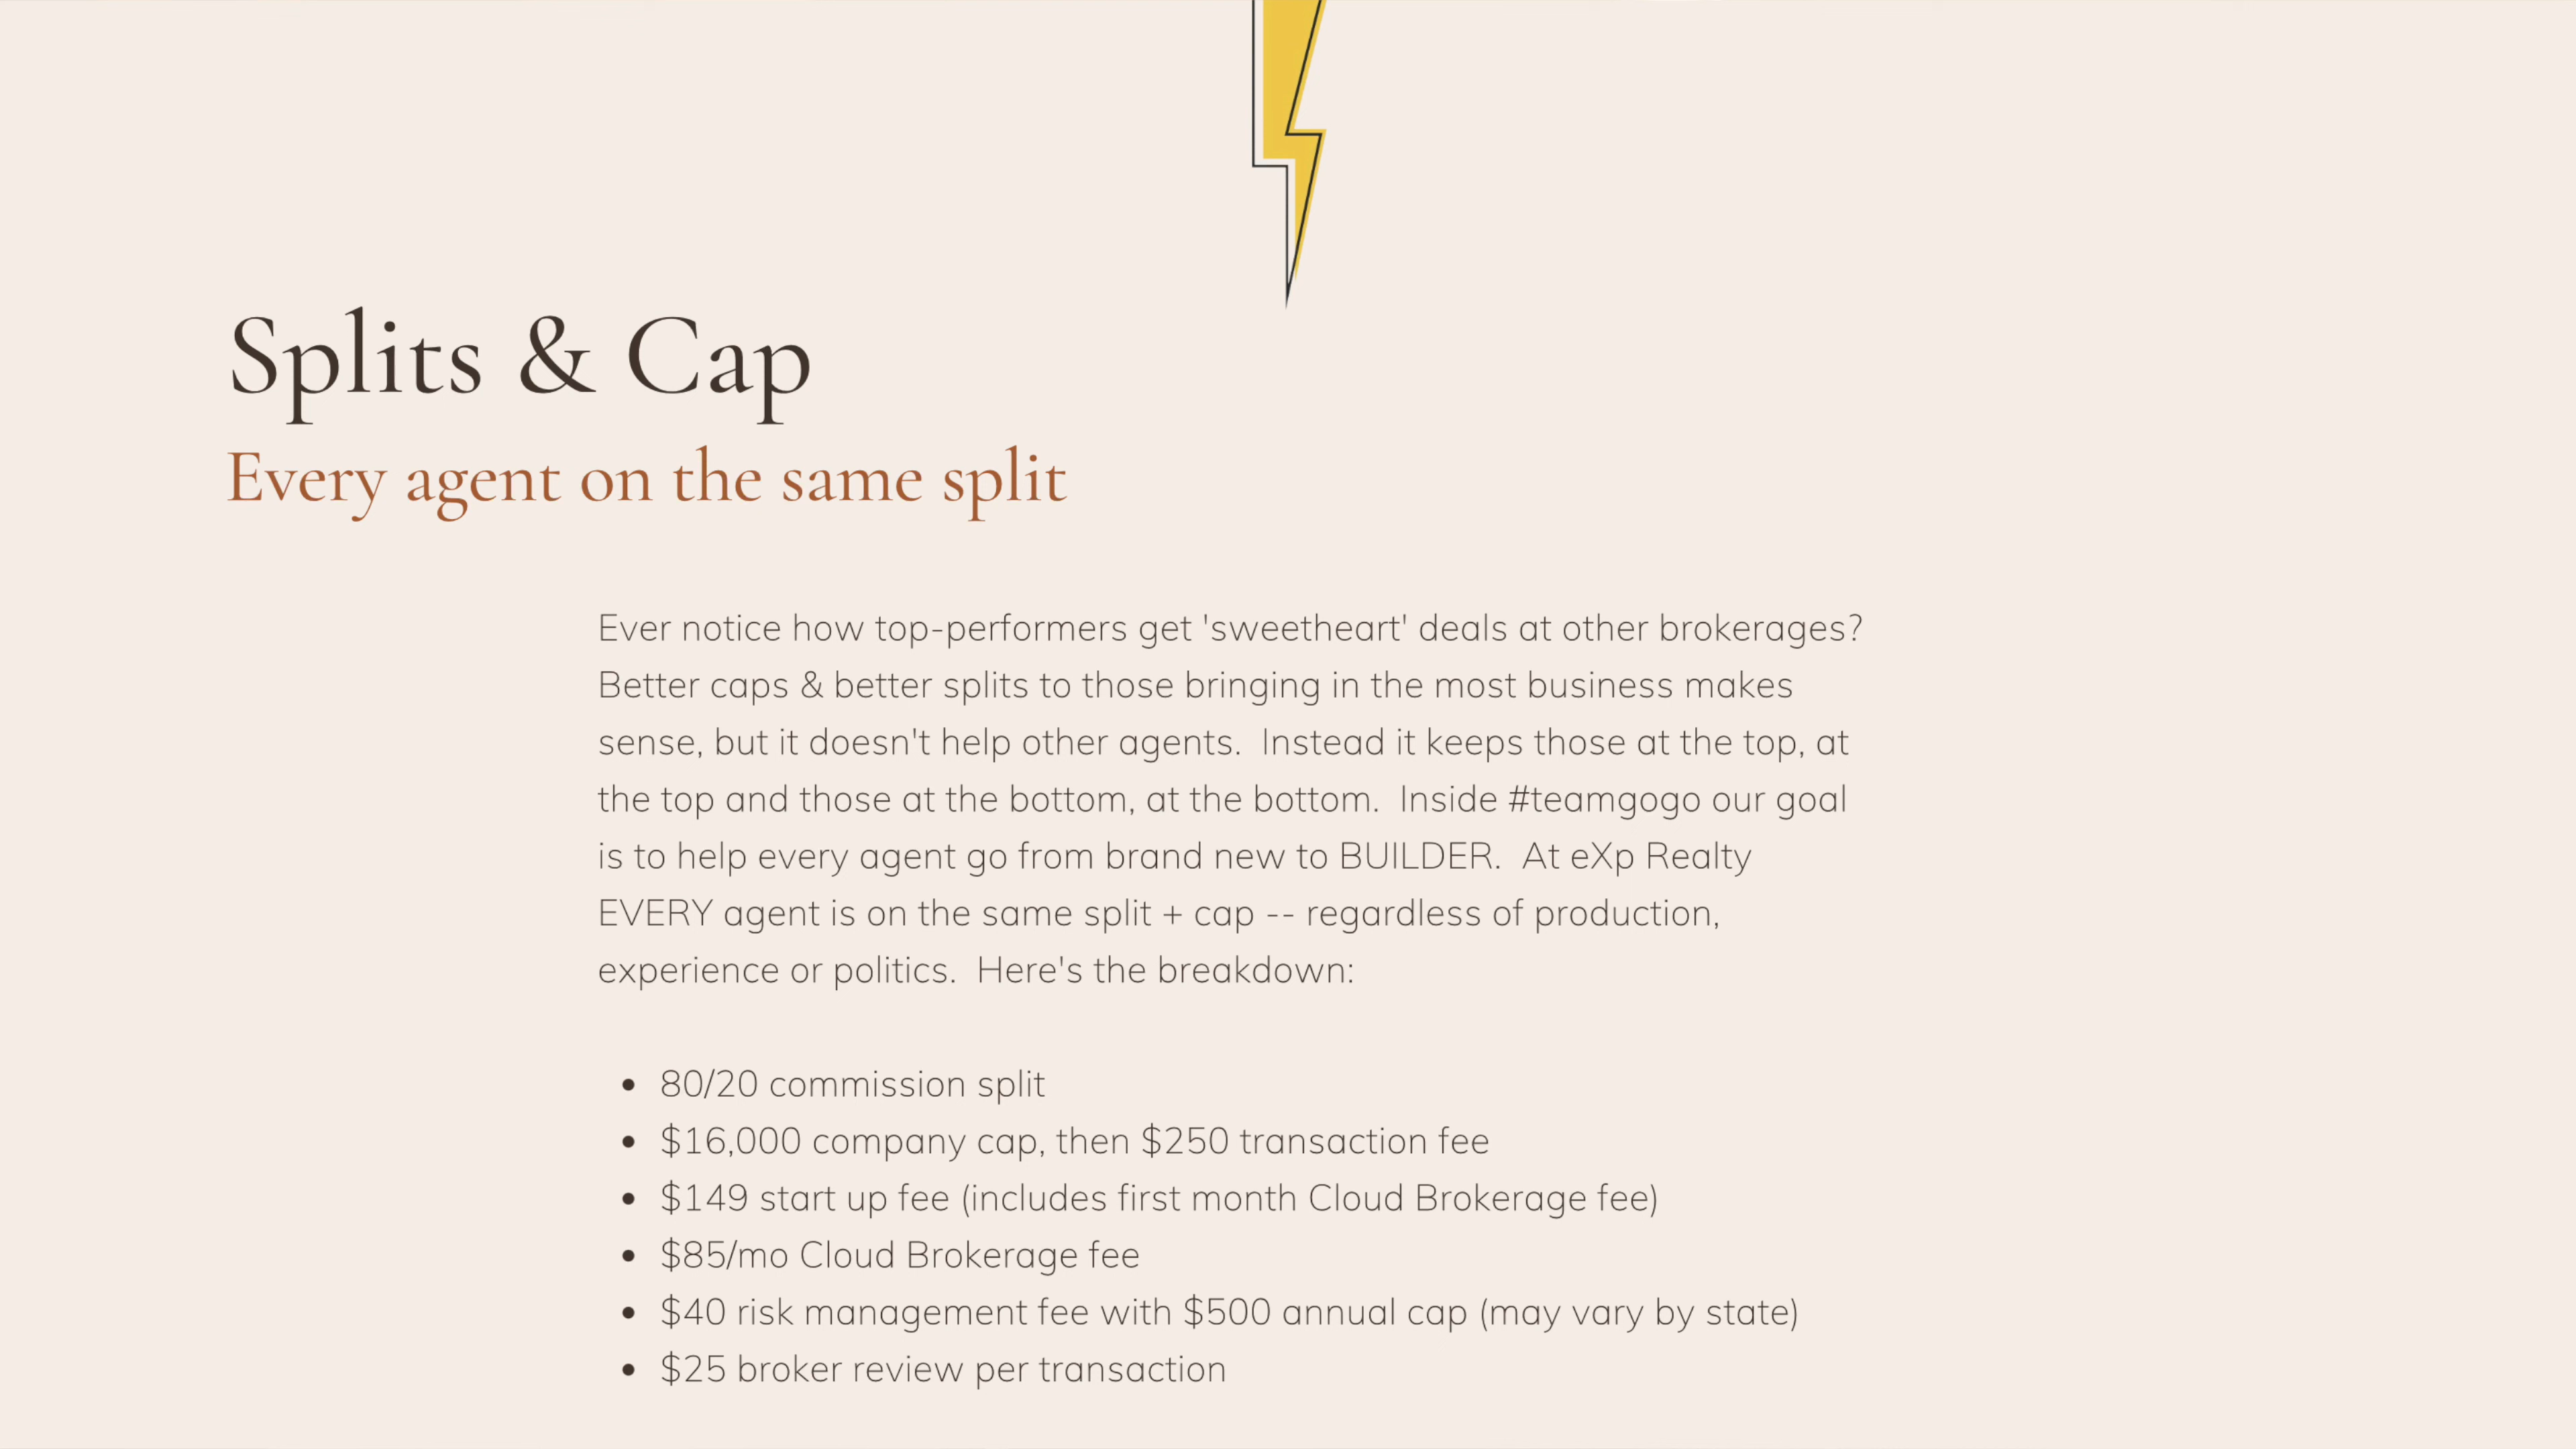 Splits & Cap
Every agent on the same split
Ever notice how top-performers get 'sweetheart' deals at other brokerages?
Better caps & better splits to those bringing in the most business makes
sense, but it doesn't help other agents.  Instead it keeps those at the top, at
the top and those at the bottom, at the bottom.  Inside #teamgogo our goal
is to help every agent go from brand new to BUILDER.  At eXp Realty
EVERY agent is on the same split + cap -- regardless of production,
experience or politics.  Here's the breakdown:
• 80/20 commission split
• $16,000 company cap, then $250 transaction fee
• $149 start up fee (includes first month Cloud Brokerage fee)
• $85/mo Cloud Brokerage fee
• $40 risk management fee with $500 annual cap (may vary by state)
• $25 broker review per transaction